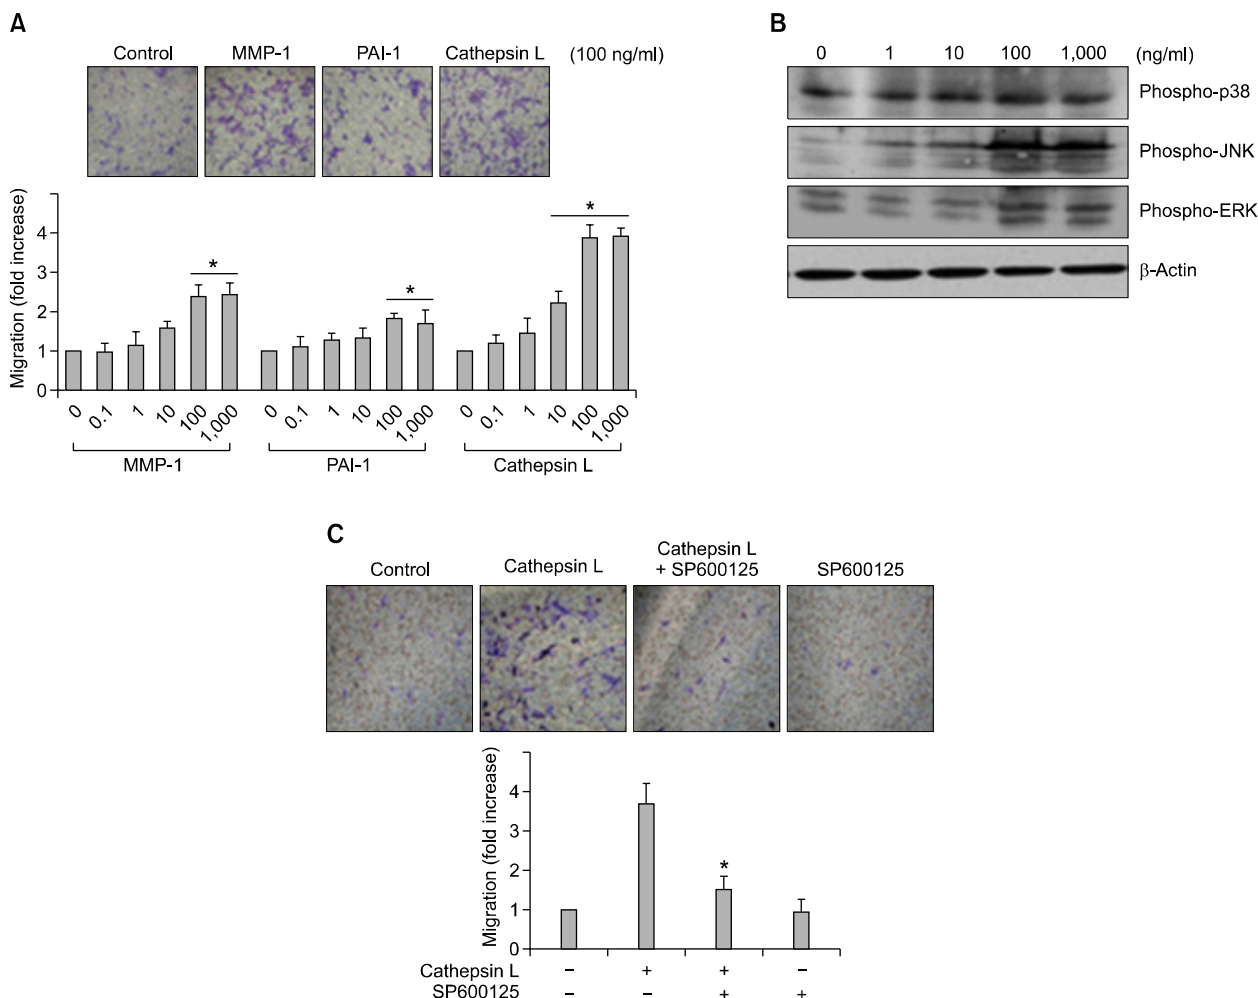 A
Control MMP-1 PAI-1 Cathepsin L (100 ng/ml)
Migration (fold increase)
4
3
2
1
0
* * *
0 0.1 1 10 100 1,000 0 0.1 1 10 100 1,000 0 0.1 1 10 100 1,000
MMP-1 PAI-1 Cathepsin L
B
0 1 10 100 1,000 (ng/ml)
Phospho-p38
Phospho-JNK
Phospho-ERK
β-Actin
C
Control Cathepsin L Cathepsin L + SP600125 SP600125
Migration (fold increase)
4
3
2
1
0
*
Cathepsin L − + + −
SP600125 − − + +